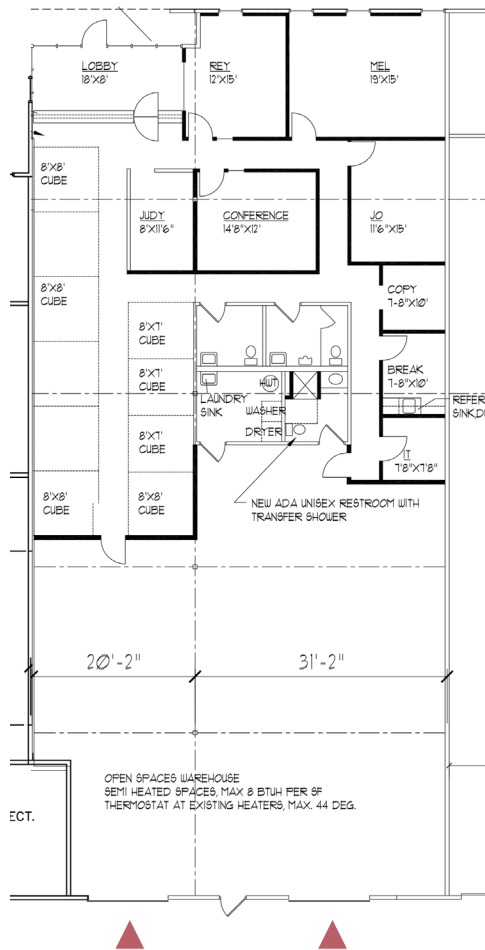 LOBBY
18'X8'
REY
12'X15'
MEL
19'X15'
8'X8'
CUBE
JUDY
8'X11'6"
CONFERENCE
14'8"X12'
JO
11'6"X15'
8'X8'
CUBE
COPY
7'-8"X10'
8'X7'
CUBE
8'X7'
CUBE
BREAK
7'-8"X10'
HWT
LAUNDRY
SINK
WASHER
DRYER
REFER
SINK,D
8'X7'
CUBE
IT
7'8"X7'8"
8'X8'
CUBE
8'X8'
CUBE
NEW ADA UNISEX RESTROOM WITH
TRANSFER SHOWER
20'-2"
31'-2"
OPEN SPACES WAREHOUSE
SEMI HEATED SPACES, MAX 8 BTUH PER SF
THERMOSTAT AT EXISTING HEATERS, MAX. 44 DEG.
ECT.